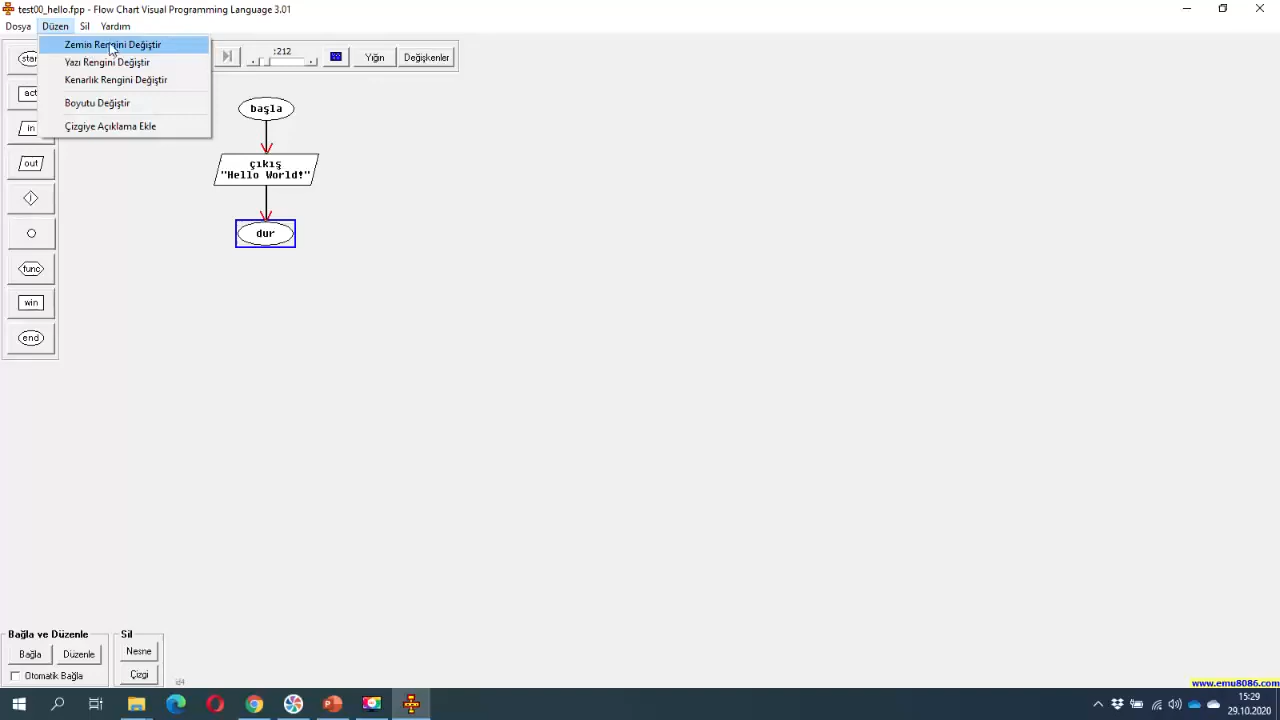 test00_hello.fpp - Flow Chart Visual Programming Language 3.01
Dosya Düzen Sil Yardım
Zemin Rengini Değiştir
Yazı Rengini Değiştir
Kenarlık Rengini Değiştir
Boyutu Değiştir
Çizgiye Açıklama Ekle
:212
Yığın
Değişkenler
in
out
i
func
win
end
başla
çıkış
"Hello World!"
dur
Bağla ve Düzenle
Bağla
Düzenle
Otomatik Bağla
Sil
Nesne
Çizgi
www.emu8086.com
15:29
29.10.2020